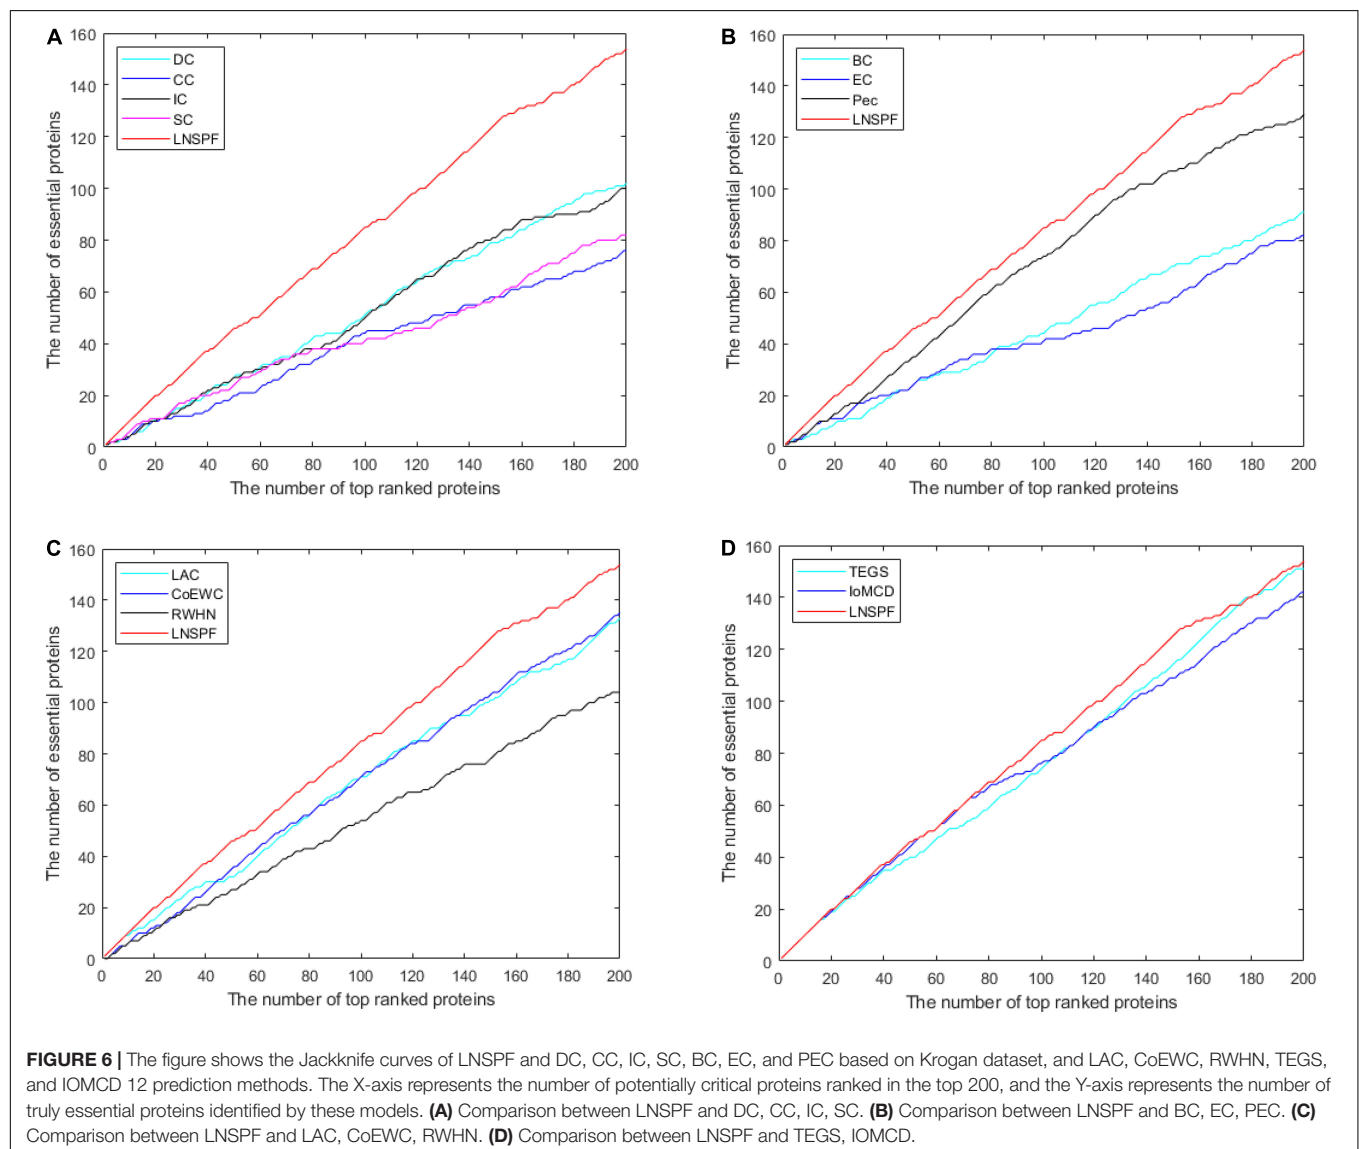 A
160
140
120
100
80
60
40
20
0
0 20 40 60 80 100 120 140 160 180 200
The number of essential proteins
The number of top ranked proteins
DC
CC
IC
SC
LNSPF
B
160
140
120
100
80
60
40
20
0
0 20 40 60 80 100 120 140 160 180 200
The number of essential proteins
The number of top ranked proteins
BC
EC
Pec
LNSPF
C
160
140
120
100
80
60
40
20
0
0 20 40 60 80 100 120 140 160 180 200
The number of essential proteins
The number of top ranked proteins
LAC
CoEWC
RWHN
LNSPF
D
160
140
120
100
80
60
40
20
0
0 20 40 60 80 100 120 140 160 180 200
The number of essential proteins
The number of top ranked proteins
TEGS
IoMCD
LNSPF
FIGURE 6 | The figure shows the Jackknife curves of LNSPF and DC, CC, IC, SC, BC, EC, and PEC based on Krogan dataset, and LAC, CoEWC, RWHN, TEGS,
and IOMCD 12 prediction methods. The X-axis represents the number of potentially critical proteins ranked in the top 200, and the Y-axis represents the number of
truly essential proteins identified by these models. (A) Comparison between LNSPF and DC, CC, IC, SC. (B) Comparison between LNSPF and BC, EC, PEC. (C)
Comparison between LNSPF and LAC, CoEWC, RWHN. (D) Comparison between LNSPF and TEGS, IOMCD.